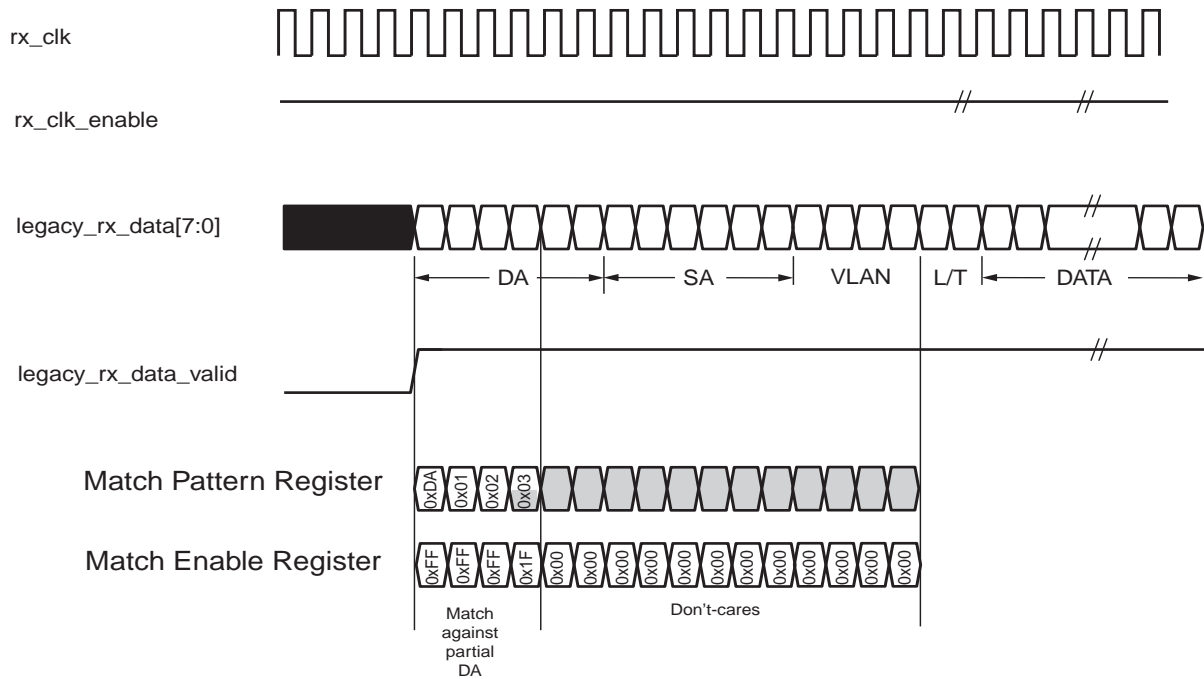 rx_clk
rx_clk_enable
legacy_rx_data[7:0]
DA SA VLAN L/T DATA
legacy_rx_data_valid
Match Pattern Register 0xDA 0x01 0x02 0x03
Match Enable Register 0xFF 0xFF 0xFF 0x1F 0x00 0x00 0x00 0x00 0x00 0x00 0x00 0x00 0x00 0x00 0x00 0x00
Match
against
partial
DA
Don't-cares